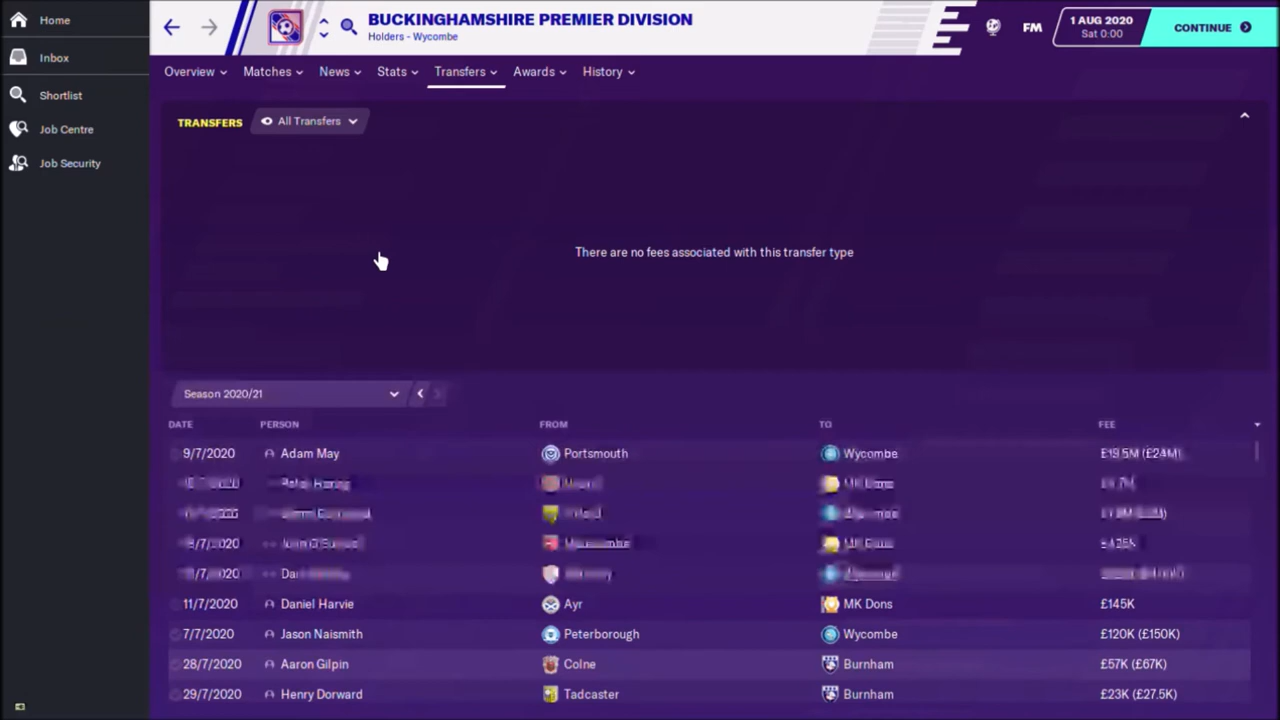 Home
Inbox
Shortlist
Job Centre
Job Security
BUCKINGHAMSHIRE PREMIER DIVISION
Holders - Wycombe
FM
1 AUG 2020
Sat 0:00
CONTINUE
Overview Matches News Stats Transfers Awards History
TRANSFERS All Transfers
There are no fees associated with this transfer type
Season 2020/21
DATE PERSON FROM TO FEE
9/7/2020 Adam May Portsmouth Wycombe £19.5M (£24M)
MK Dons
MK Dons
11/7/2020 Daniel Harvie Ayr MK Dons £145K
7/7/2020 Jason Naismith Peterborough Wycombe £120K (£150K)
28/7/2020 Aaron Gilpin Colne Burnham £57K (£67K)
29/7/2020 Henry Dorward Tadcaster Burnham £23K (£27.5K)